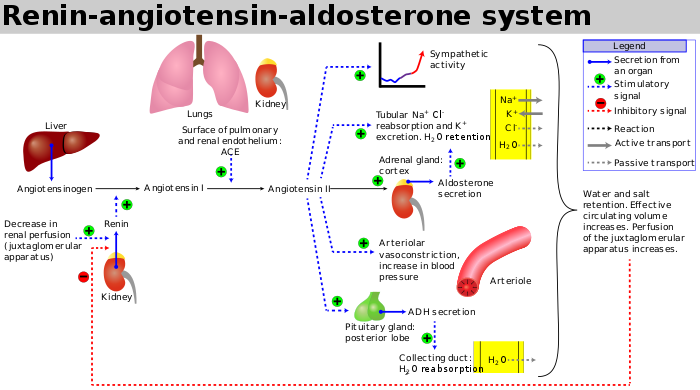 Renin-angiotensin-aldosterone system
Legend
Secretion from
an organ
Stimulatory
signal
Inhibitory signal
Reaction
Active transport
Passive transport
Liver
Lungs
Kidney
Surface of pulmonary
and renal endothelium:
ACE
Angiotensinogen
Angiotensin I
Angiotensin II
Decrease in
renal perfusion
(juxtaglomerular
apparatus)
Renin
Kidney
Sympathetic
activity
Tubular Na⁺ Cl⁻
reabsorption and K⁺
excretion. H₂O retention
Na⁺
K⁺
Cl⁻
H₂O
Adrenal gland:
cortex
Aldosterone
secretion
Arteriolar
vasoconstriction,
increase in blood
pressure
Arteriole
Pituitary gland:
posterior lobe
ADH secretion
Collecting duct:
H₂O reabsorption
H₂O
Water and salt
retention. Effective
circulating volume
increases. Perfusion
of the juxtaglomerular
apparatus increases.